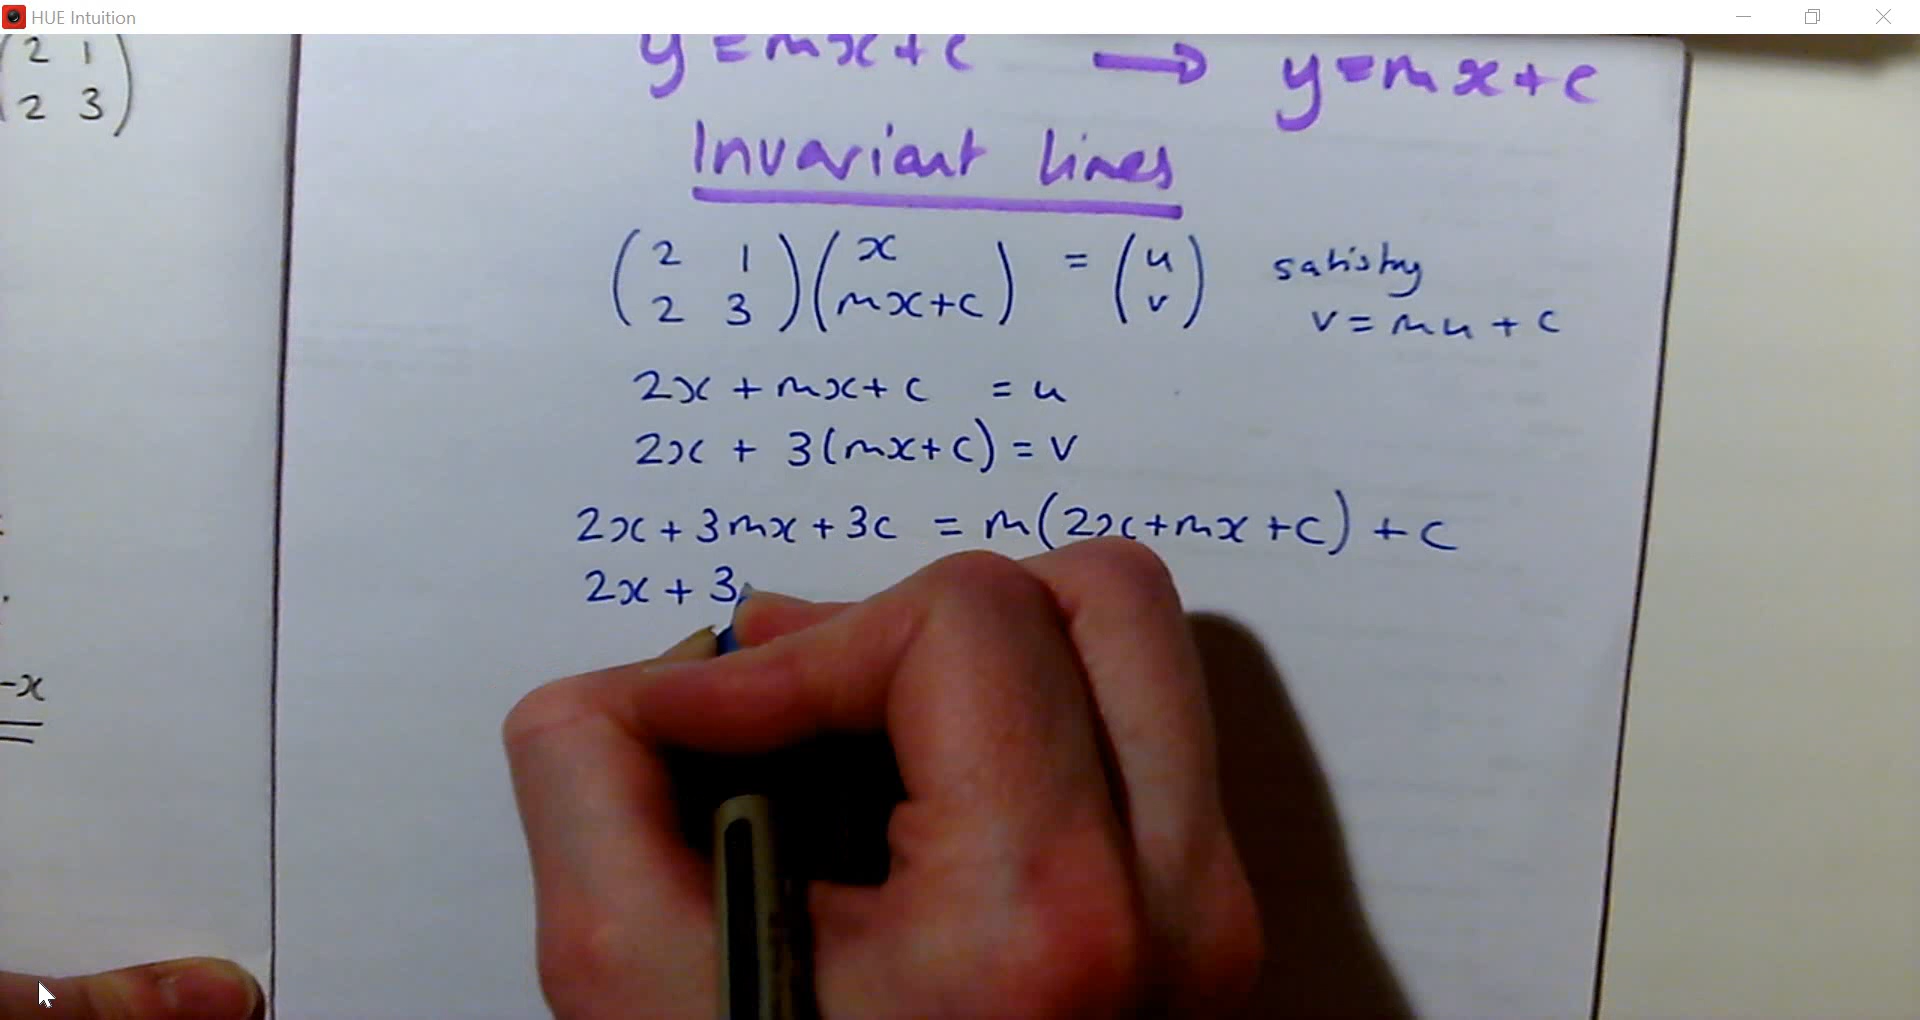 HUE Intuition
2 1
2 3
-x
y = mx + c → y = mx + c
Invariant lines
(2 1) (x) = (u) satisfy
(2 3) (mx+c) (v) v = mu + c
2x + mx + c = u
2x + 3(mx+c) = v
2x + 3mx + 3c = m(2x+mx+c) + c
2x + 3